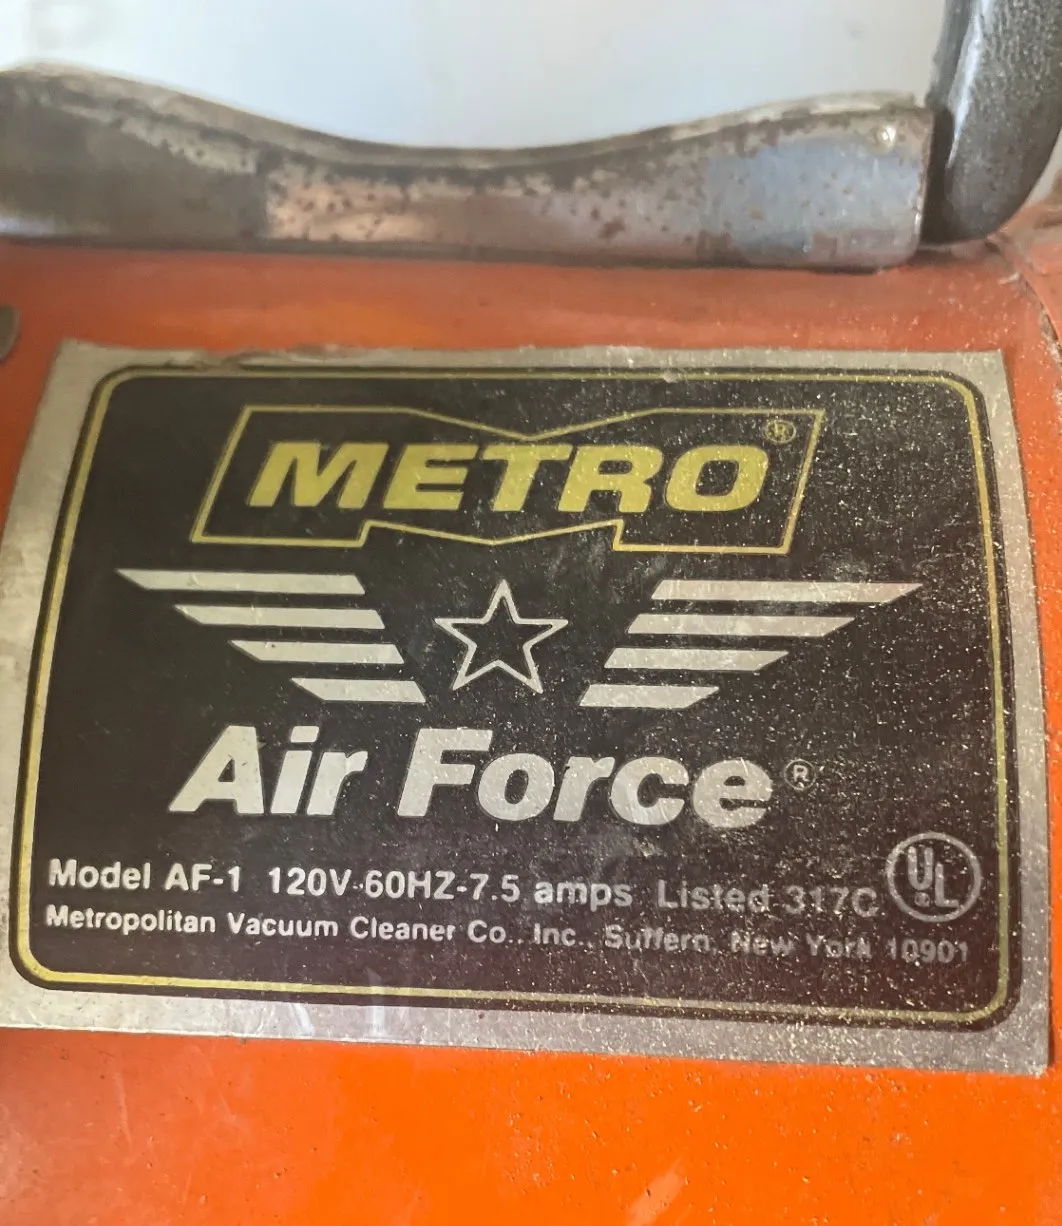 METRO®
Air Force®
Model AF-1 120V-60HZ-7.5 amps Listed 317C UL
Metropolitan Vacuum Cleaner Co., Inc., Suffern, New York 10901